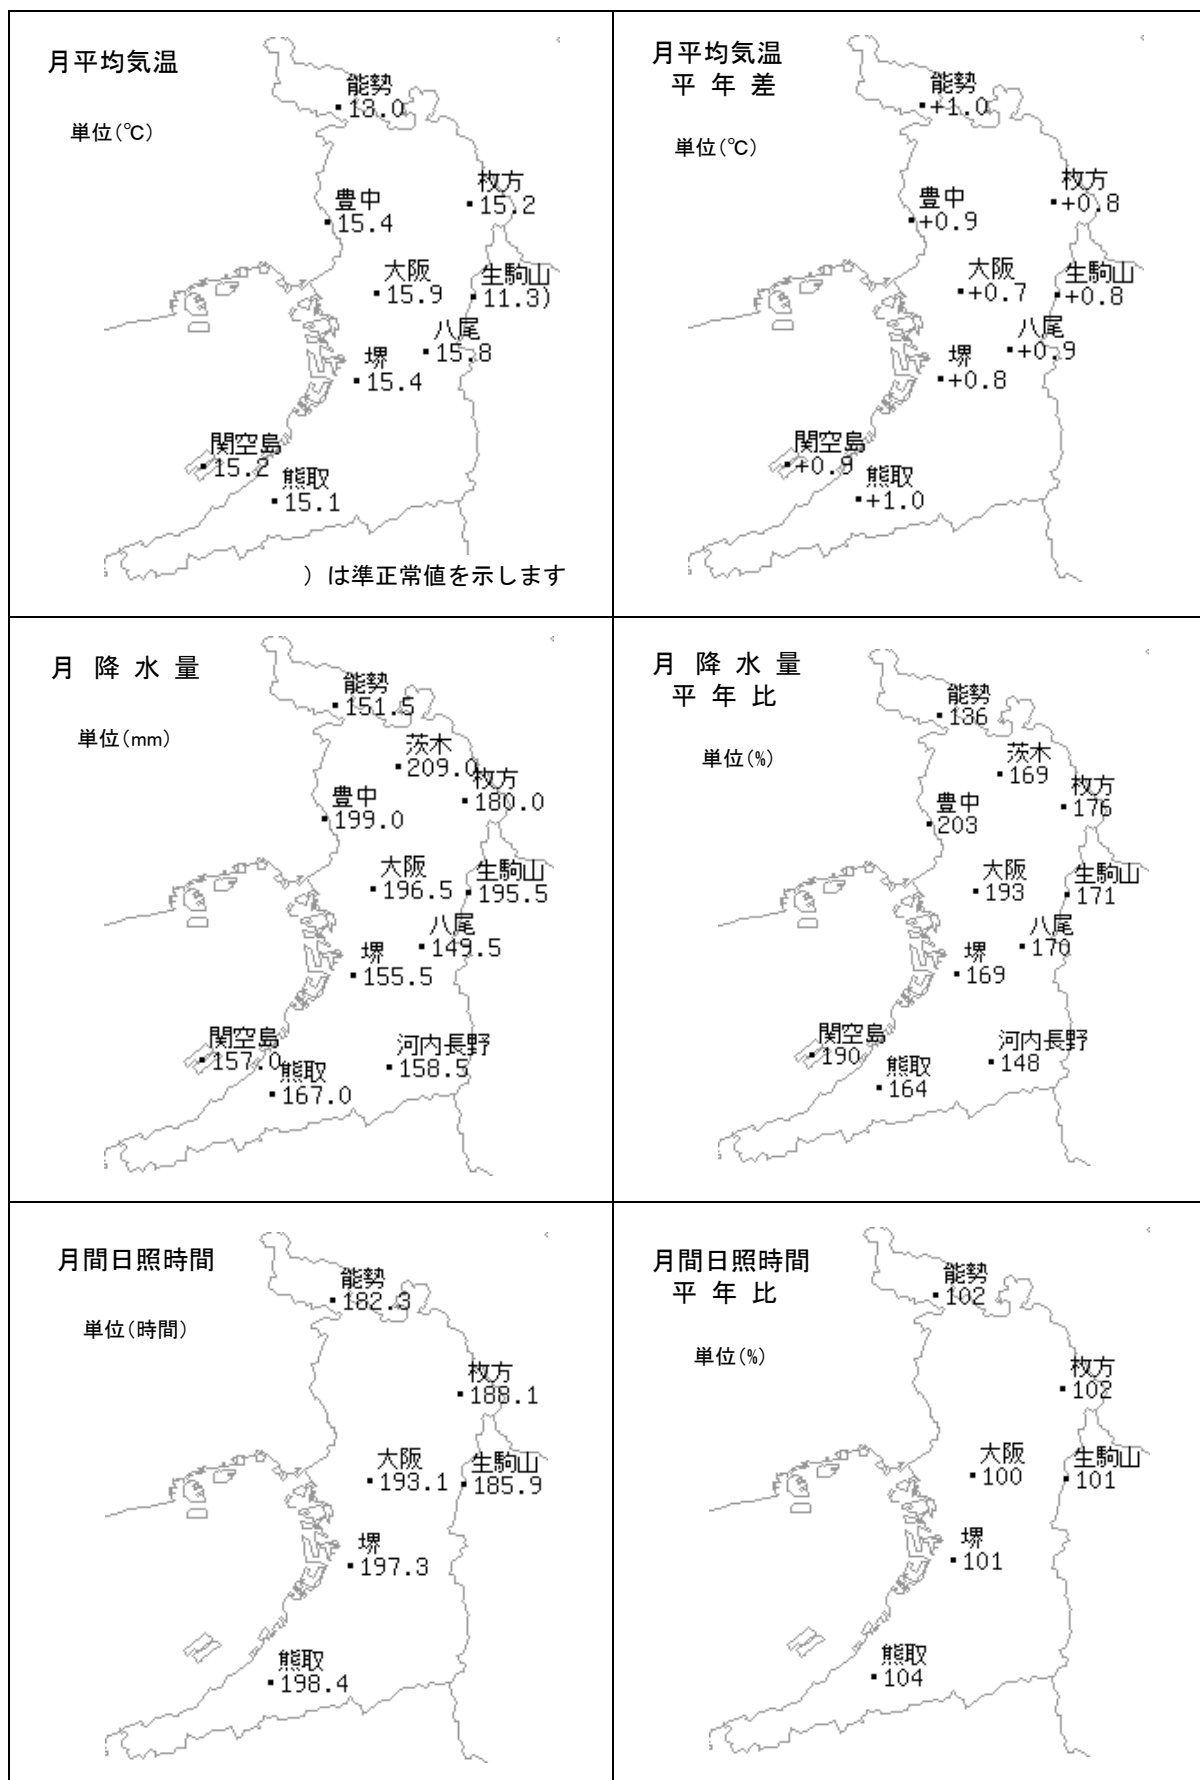 月平均気温
単位(℃)
能勢
13.0
枚方
15.2
豊中
15.4
大阪
15.9
生駒山
11.3)
八尾
15.8
堺
15.4
関空島
15.2
熊取
15.1
)は準正常値を示します
月平均気温
平 年 差
単位(℃)
能勢
+1.0
枚方
+0.8
豊中
+0.9
大阪
+0.7
生駒山
+0.8
八尾
+0.9
堺
+0.8
関空島
+0.9
熊取
+1.0
月 降 水 量
単位(mm)
能勢
151.5
茨木
209.0
枚方
180.0
豊中
199.0
大阪
196.5
生駒山
195.5
八尾
149.5
堺
155.5
関空島
157.0
河内長野
158.5
熊取
167.0
月 降 水 量
平 年 比
単位(%)
能勢
136
茨木
169
枚方
176
豊中
203
大阪
193
生駒山
171
八尾
170
堺
169
関空島
190
河内長野
148
熊取
164
月間日照時間
単位(時間)
能勢
182.3
枚方
188.1
大阪
193.1
生駒山
185.9
堺
197.3
熊取
198.4
月間日照時間
平 年 比
単位(%)
能勢
102
枚方
102
大阪
100
生駒山
101
堺
101
熊取
104